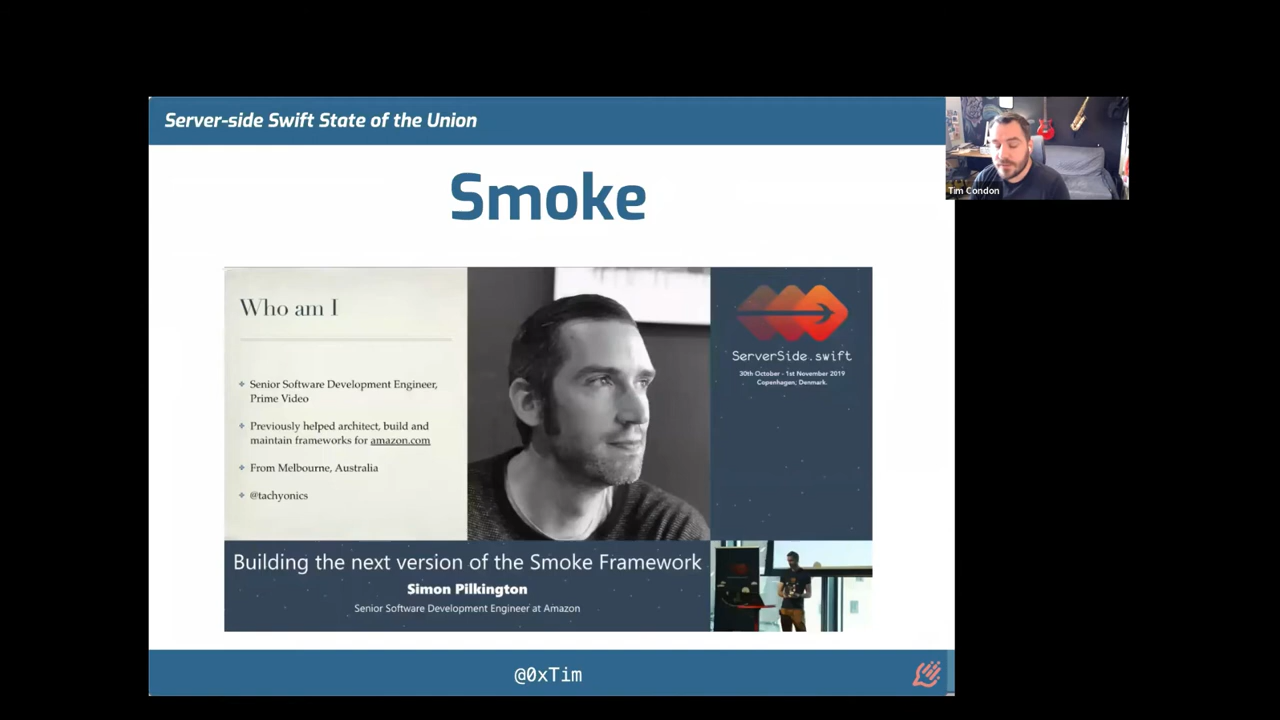 Server-side Swift State of the Union
Tim Condon
Smoke
Who am I
Senior Software Development Engineer,
Prime Video
Previously helped architect, build and
maintain frameworks for amazon.com
From Melbourne, Australia
@tachyonics
ServerSide.swift
30th October - 1st November 2019
Copenhagen, Denmark.
Building the next version of the Smoke Framework
Simon Pilkington
Senior Software Development Engineer at Amazon
@0xTim